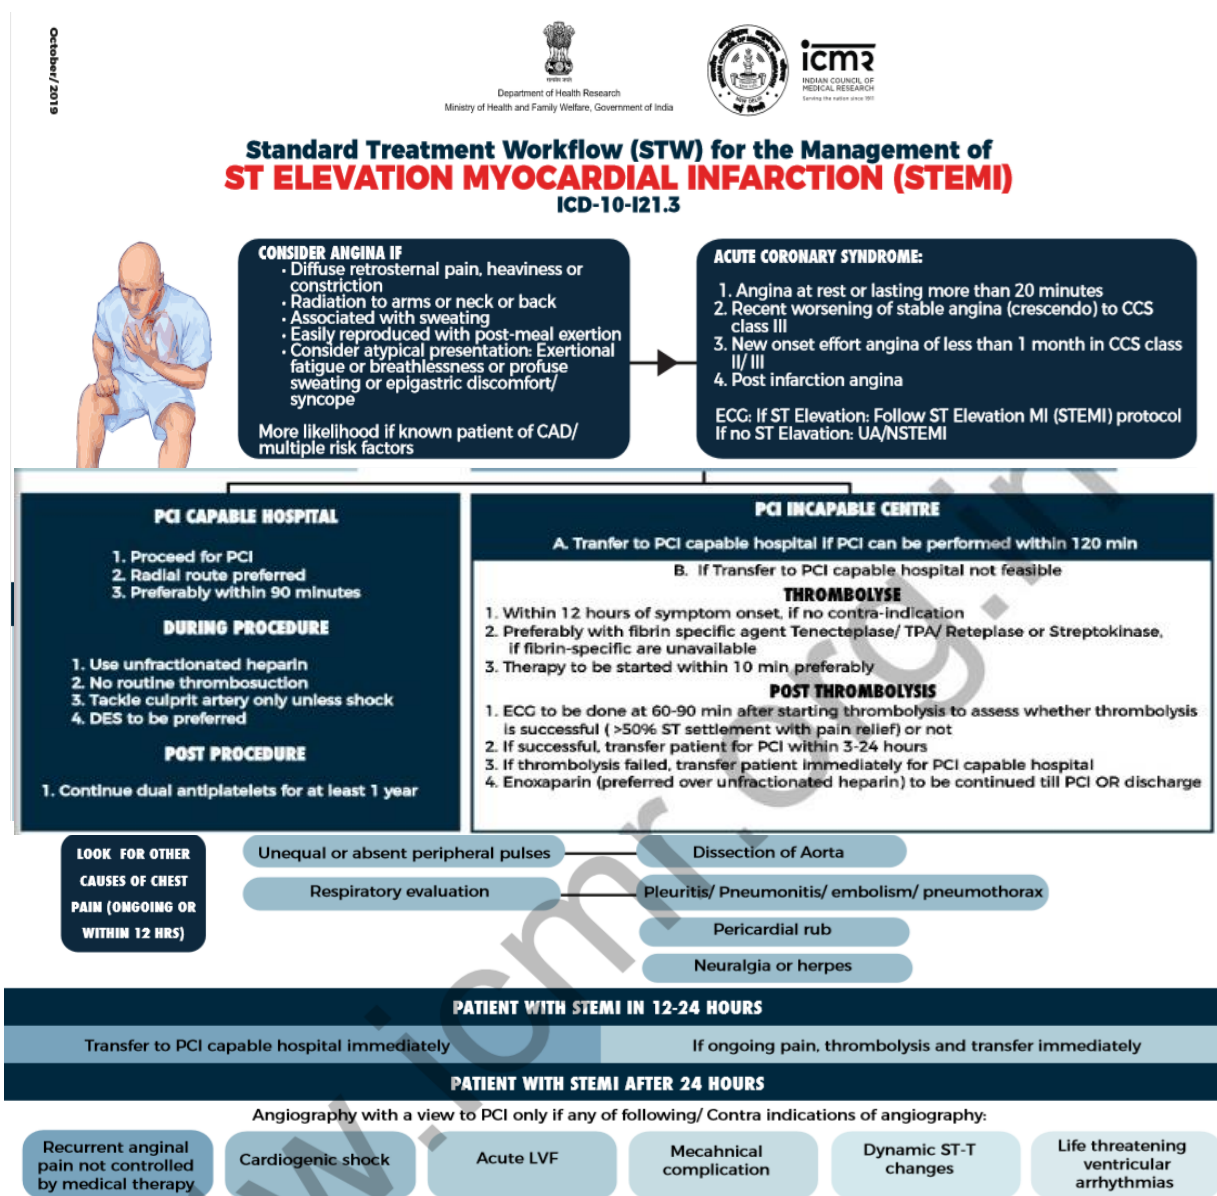 October/2019
सत्यमेव जयते
Department of Health Research
Ministry of Health and Family Welfare, Government of India
INDIAN COUNCIL OF MEDICAL RESEARCH
NEW DELHI
icmr
INDIAN COUNCIL OF
MEDICAL RESEARCH
Serving the nation since 1911
Standard Treatment Workflow (STW) for the Management of
ST ELEVATION MYOCARDIAL INFARCTION (STEMI)
ICD-10-I21.3
CONSIDER ANGINA IF
• Diffuse retrosternal pain, heaviness or
constriction
• Radiation to arms or neck or back
• Associated with sweating
• Easily reproduced with post-meal exertion
• Consider atypical presentation: Exertional
fatigue or breathlessness or profuse
sweating or epigastric discomfort/
syncope
More likelihood if known patient of CAD/
multiple risk factors
ACUTE CORONARY SYNDROME:
1. Angina at rest or lasting more than 20 minutes
2. Recent worsening of stable angina (crescendo) to CCS
class III
3. New onset effort angina of less than 1 month in CCS class
II/ III
4. Post infarction angina
ECG: If ST Elevation: Follow ST Elevation MI (STEMI) protocol
If no ST Elavation: UA/NSTEMI
PCI CAPABLE HOSPITAL
1. Proceed for PCI
2. Radial route preferred
3. Preferably within 90 minutes
DURING PROCEDURE
1. Use unfractionated heparin
2. No routine thrombosuction
3. Tackle culprit artery only unless shock
4. DES to be preferred
POST PROCEDURE
1. Continue dual antiplatelets for at least 1 year
PCI INCAPABLE CENTRE
A. Tranfer to PCI capable hospital if PCI can be performed within 120 min
B. If Transfer to PCI capable hospital not feasible
THROMBOLYSE
1. Within 12 hours of symptom onset, if no contra-indication
2. Preferably with fibrin specific agent Tenecteplase/ TPA/ Reteplase or Streptokinase,
if fibrin-specific are unavailable
3. Therapy to be started within 10 min preferably
POST THROMBOLYSIS
1. ECG to be done at 60-90 min after starting thrombolysis to assess whether thrombolysis
is successful ( >50% ST settlement with pain relief) or not
2. If successful, transfer patient for PCI within 3-24 hours
3. If thrombolysis failed, transfer patient immediately for PCI capable hospital
4. Enoxaparin (preferred over unfractionated heparin) to be continued till PCI OR discharge
LOOK FOR OTHER
CAUSES OF CHEST
PAIN (ONGOING OR
WITHIN 12 HRS)
Unequal or absent peripheral pulses
Dissection of Aorta
Respiratory evaluation
Pleuritis/ Pneumonitis/ embolism/ pneumothorax
Pericardial rub
Neuralgia or herpes
PATIENT WITH STEMI IN 12-24 HOURS
Transfer to PCI capable hospital immediately
If ongoing pain, thrombolysis and transfer immediately
PATIENT WITH STEMI AFTER 24 HOURS
Angiography with a view to PCI only if any of following/ Contra indications of angiography:
Recurrent anginal
pain not controlled
by medical therapy
Cardiogenic shock
Acute LVF
Mecahnical
complication
Dynamic ST-T
changes
Life threatening
ventricular
arrhythmias
w.icmr.org.in